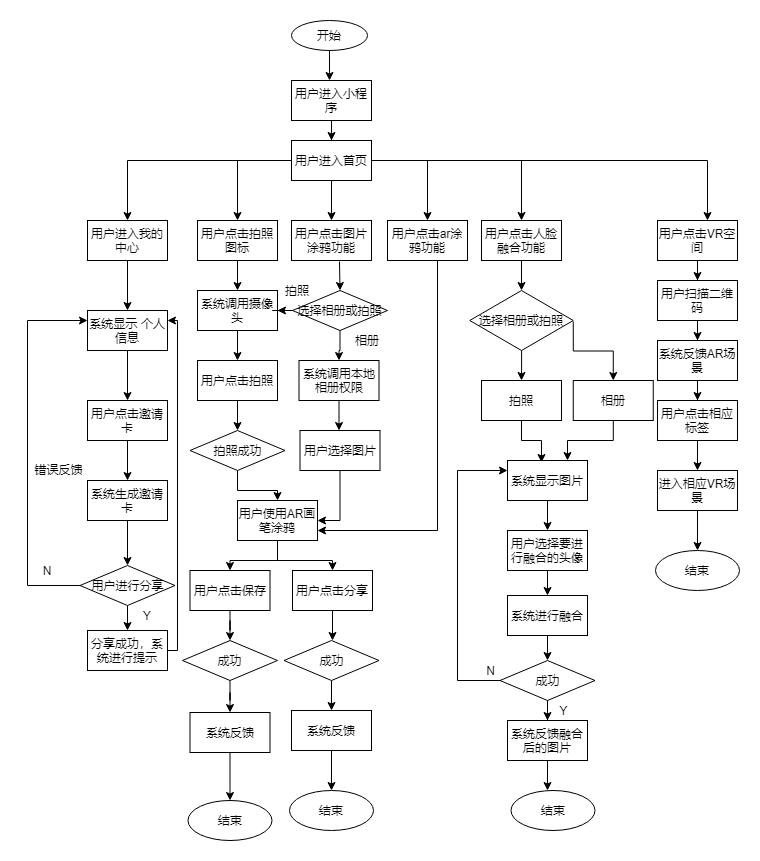 开始
用户进入小程
序
用户进入首页
用户进入我的
中心
用户点击拍照
图标
用户点击图片
涂鸦功能
用户点击ar涂
鸦功能
用户点击人脸
融合功能
用户点击VR空
间
拍照
系统显示 个人
信息
系统调用摄像
头
选择相册或拍照
选择相册或拍照
用户扫描二维
码
相册
系统反馈AR场
景
用户点击拍照
系统调用本地
相册权限
拍照
相册
用户点击邀请
卡
用户点击相应
标签
拍照成功
用户选择图片
错误反馈
系统显示图片
进入相应VR场
景
系统生成邀请
卡
用户使用AR画
笔涂鸦
用户选择要进
行融合的头像
结束
N
用户进行分享
用户点击保存
用户点击分享
Y
系统进行融合
分享成功，系
统进行提示
成功
成功
N
成功
Y
系统反馈
系统反馈
系统反馈融合
后的图片
结束
结束
结束